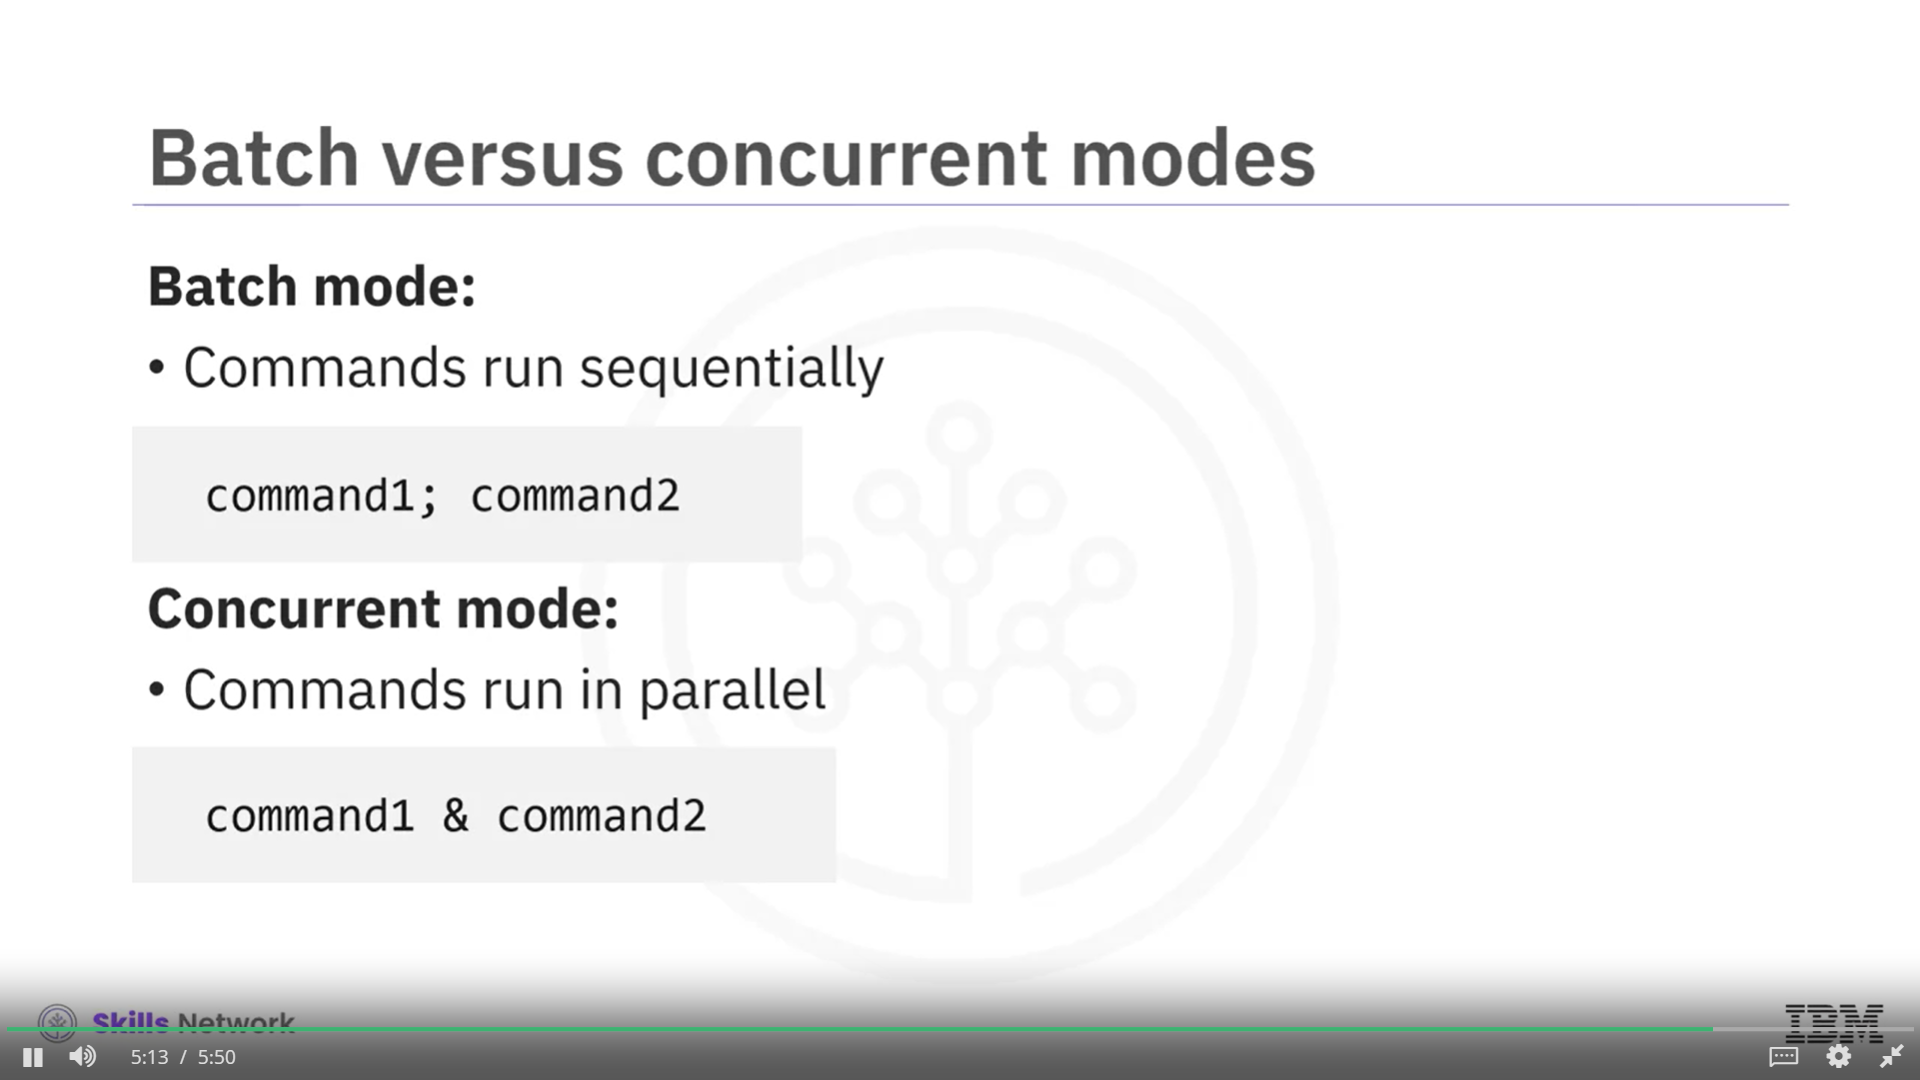 Batch versus concurrent modes
Batch mode:
• Commands run sequentially
command1; command2
Concurrent mode:
• Commands run in parallel
command1 & command2
Skills Network
IBM
5:13 / 5:50